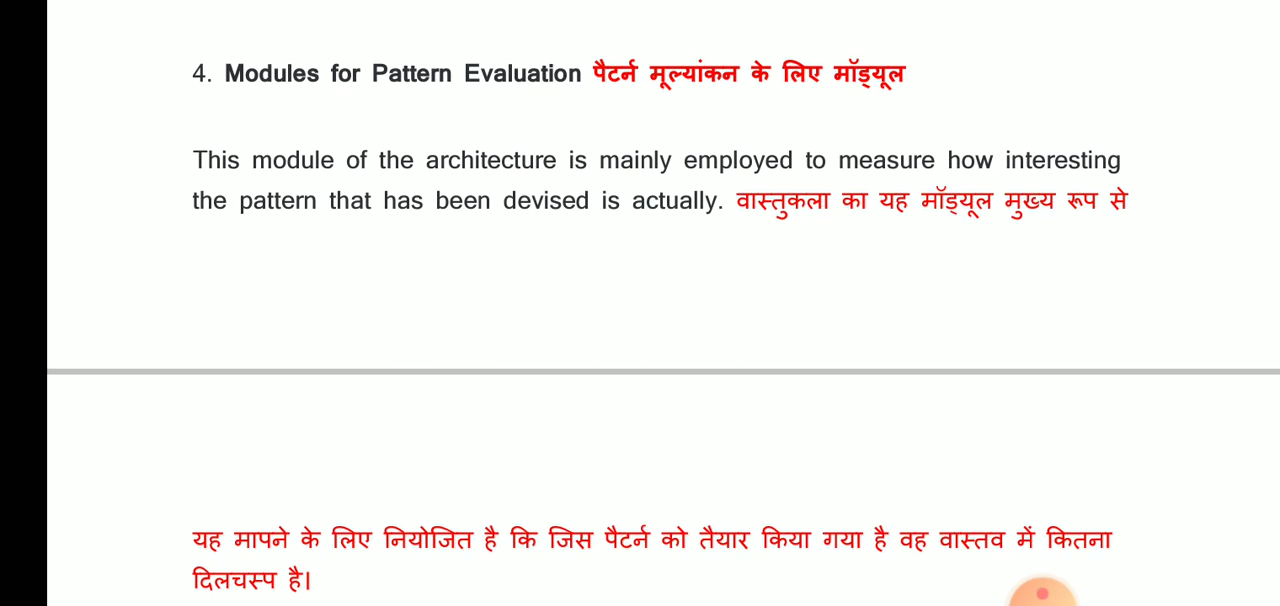 4. Modules for Pattern Evaluation पैटर्न मूल्यांकन के लिए मॉड्यूल
This module of the architecture is mainly employed to measure how interesting
the pattern that has been devised is actually. वास्तुकला का यह मॉड्यूल मुख्य रूप से
यह मापने के लिए नियोजित है कि जिस पैटर्न को तैयार किया गया है वह वास्तव में कितना
दिलचस्प है।